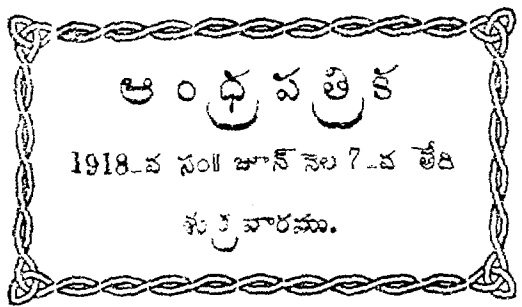 ఆంధ్రపత్రిక
1918_వ సం॥ జూన్ నెల 7_వ తేది
శుక్రవారము.